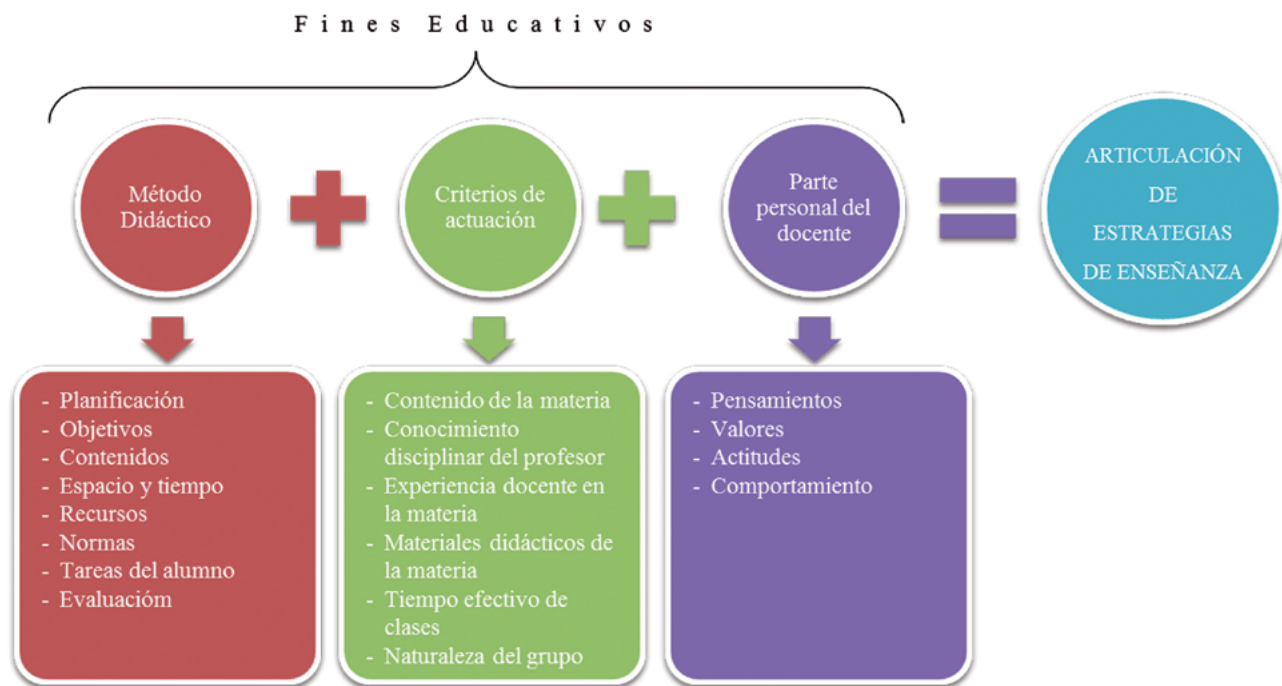 Fines Educativos
Método
Didáctico
Criterios de
actuación
Parte
personal del
docente
ARTICULACIÓN
DE
ESTRATEGIAS
DE ENSEÑANZA
- Planificación
- Objetivos
- Contenidos
- Espacio y tiempo
- Recursos
- Normas
- Tareas del alumno
- Evaluacióm
- Contenido de la materia
- Conocimiento
disciplinar del profesor
- Experiencia docente en
la materia
- Materiales didácticos de
la materia
- Tiempo efectivo de
clases
- Naturaleza del grupo
- Pensamientos
- Valores
- Actitudes
- Comportamiento